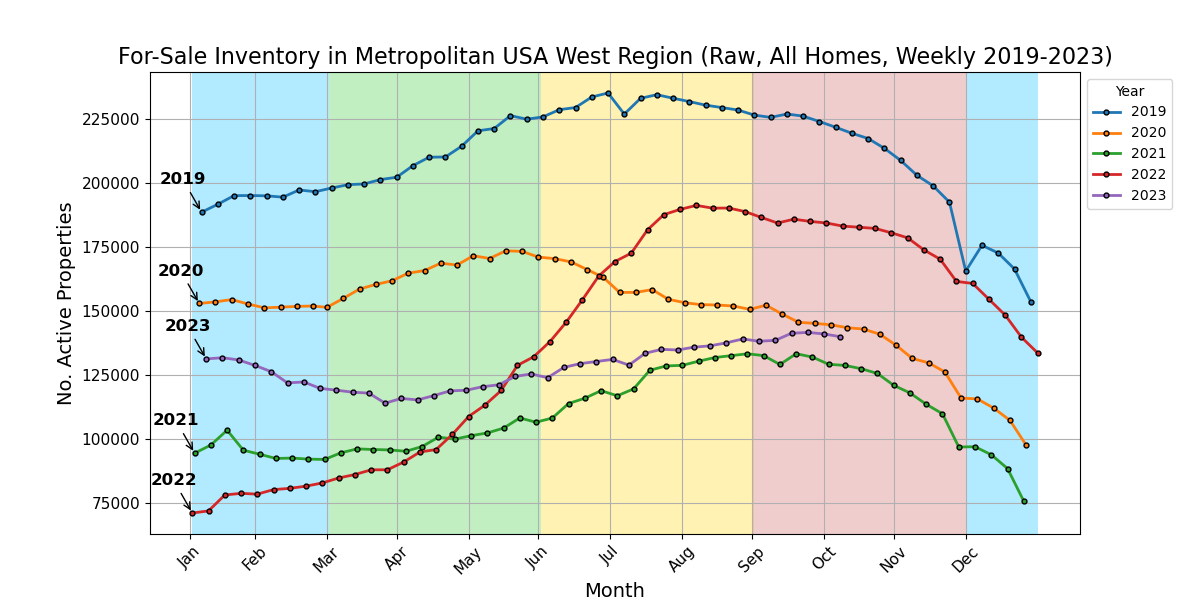 For-Sale Inventory in Metropolitan USA West Region (Raw, All Homes, Weekly 2019-2023)
Year
2019
2020
2021
2022
2023
225000
200000
175000
150000
125000
100000
75000
No. Active Properties
2019
2020
2023
2021
2022
Jan
Feb
Mar
Apr
May
Jun
Jul
Aug
Sep
Oct
Nov
Dec
Month